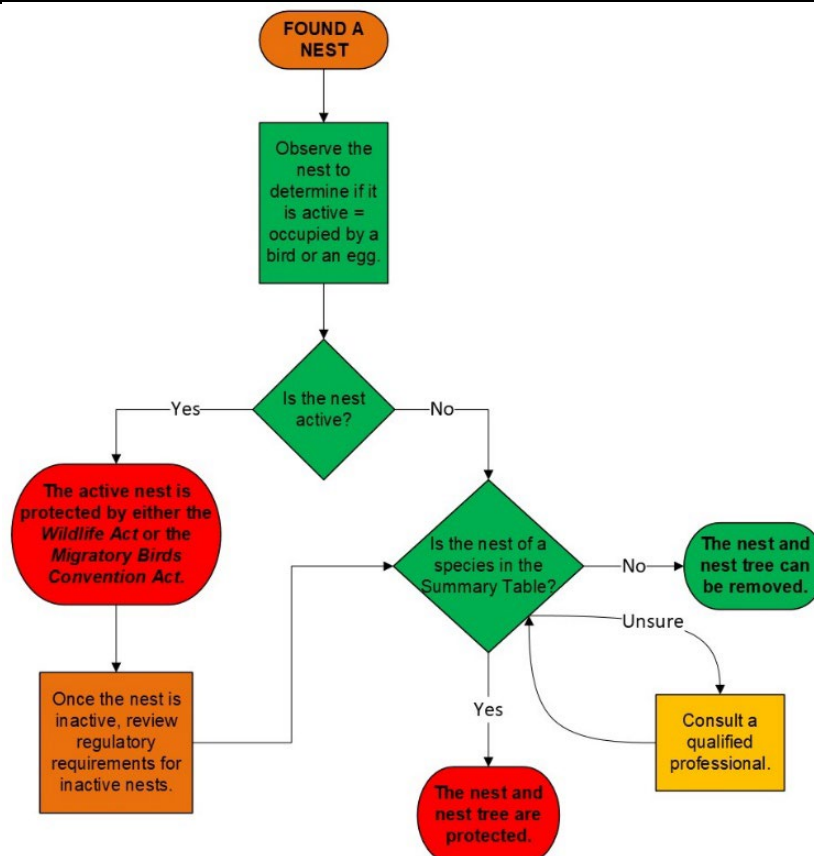 FOUND A
NEST
Observe the
nest to
determine if it
is active =
occupied by a
bird or an egg.
Is the nest
active?
Yes
No
The active nest is
protected by either the
Wildlife Act or the
Migratory Birds
Convention Act.
Is the nest of a
species in the
Summary Table?
No
The nest and
nest tree can
be removed.
Unsure
Once the nest is
inactive, review
regulatory
requirements for
inactive nests.
Yes
Consult a
qualified
professional.
The nest and
nest tree are
protected.